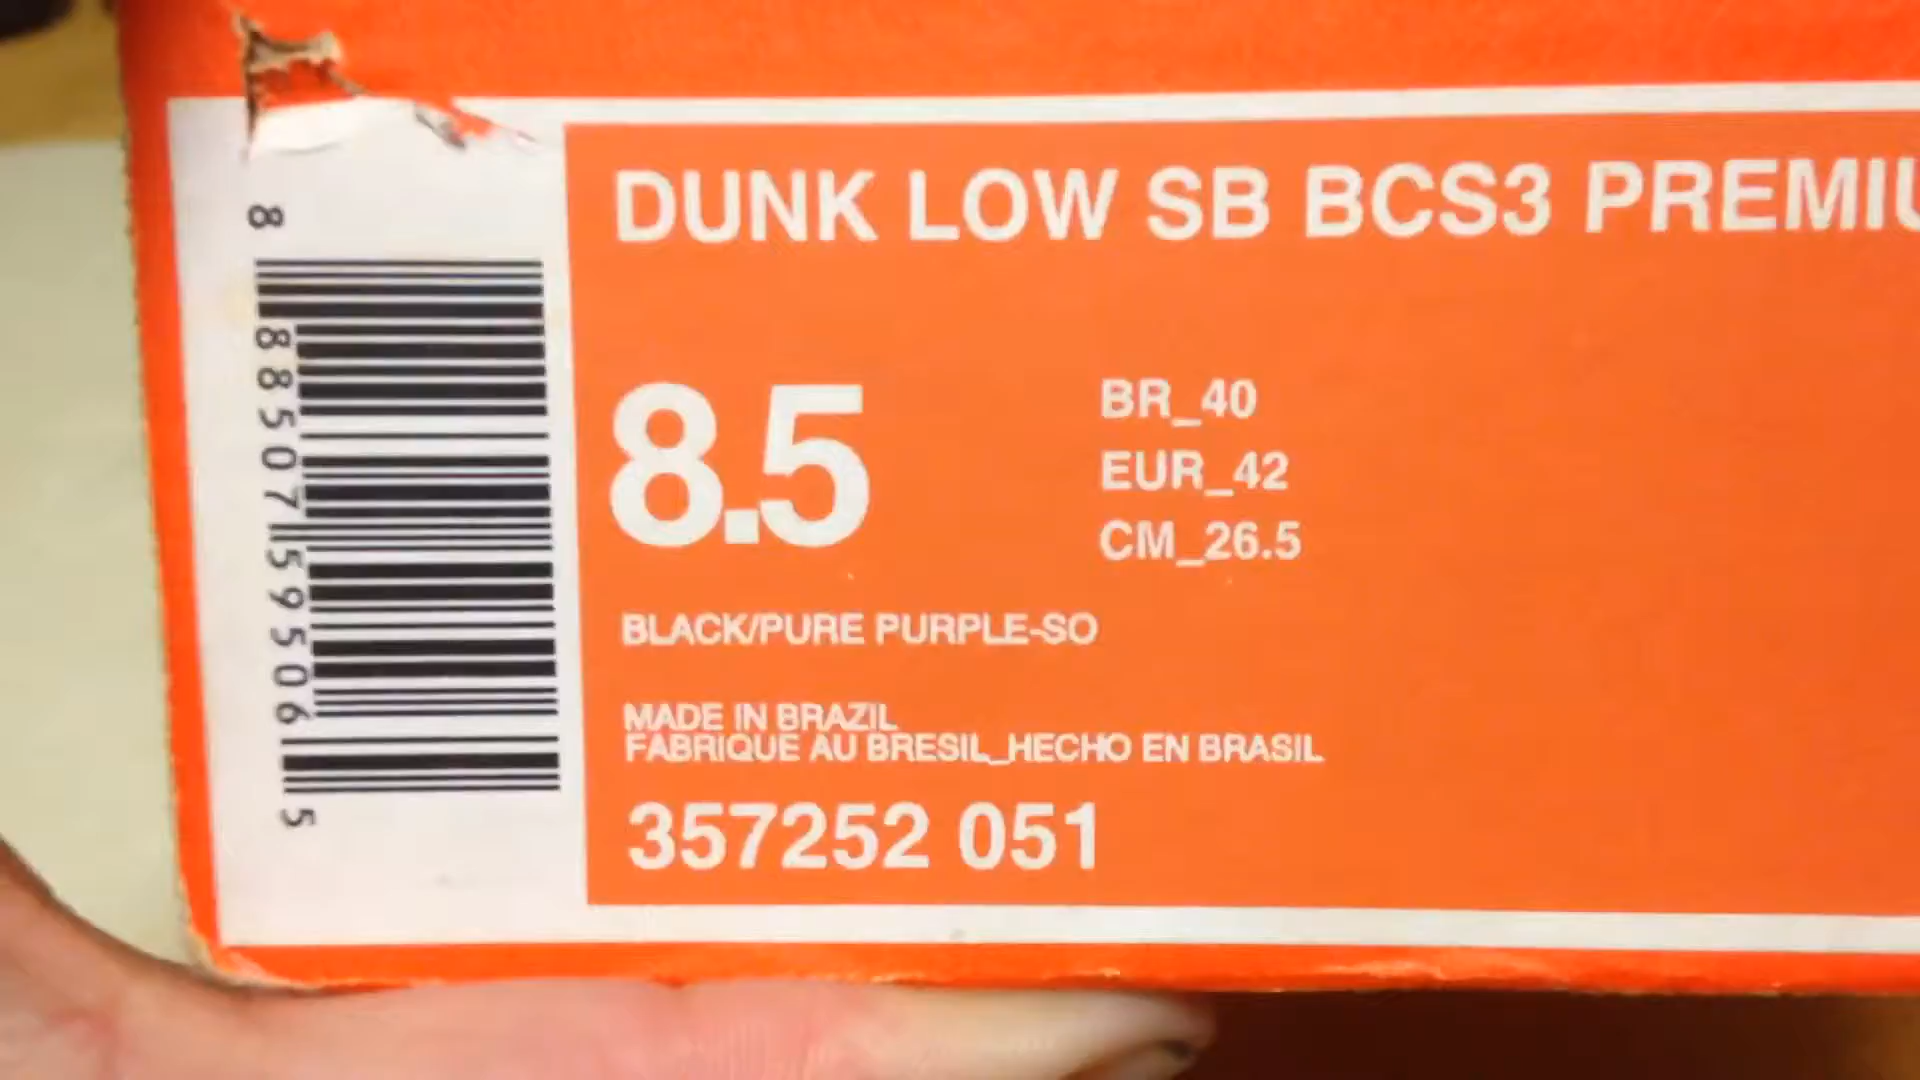 DUNK LOW SB BCS3 PREMIU
8.5
BR_40
EUR_42
CM_26.5
BLACK/PURE PURPLE-SO
MADE IN BRAZIL
FABRIQUE AU BRESIL_HECHO EN BRASIL
357252 051
8 88507 59506 5